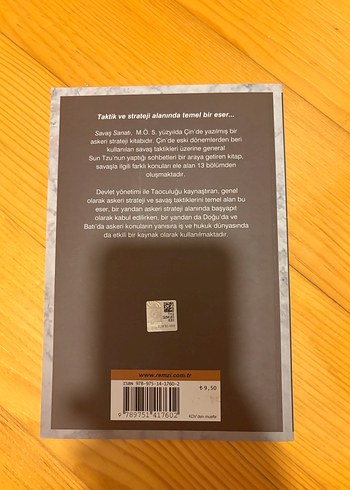 Taktik ve strateji alanında temel bir eser...
Savaş Sanatı, M.Ö. 5. yüzyılda Çin'de yazılmış bir
askeri strateji kitabıdır. Çin'de eski dönemlerden beri
kullanılan savaş taktikleri üzerine general
Sun Tzu'nun yaptığı sohbetleri bir araya getiren kitap,
savaşla ilgili farklı konuları ele alan 13 bölümden
oluşmaktadır.
Devlet yönetimi ile Taoculuğu kaynaştıran, genel
olarak askeri strateji ve savaş taktiklerini temel alan bu
eser, bir yandan askeri strateji alanında başyapıt
olarak kabul edilirken, bir yandan da Doğu'da ve
Batı'da askeri konuların yanısıra iş ve hukuk dünyasında
da etkili bir kaynak olarak kullanılmaktadır.
www.remzi.com.tr
ISBN 978-975-14-1760-2
₺9,50
9 789751 417602
KDV'den muaftır